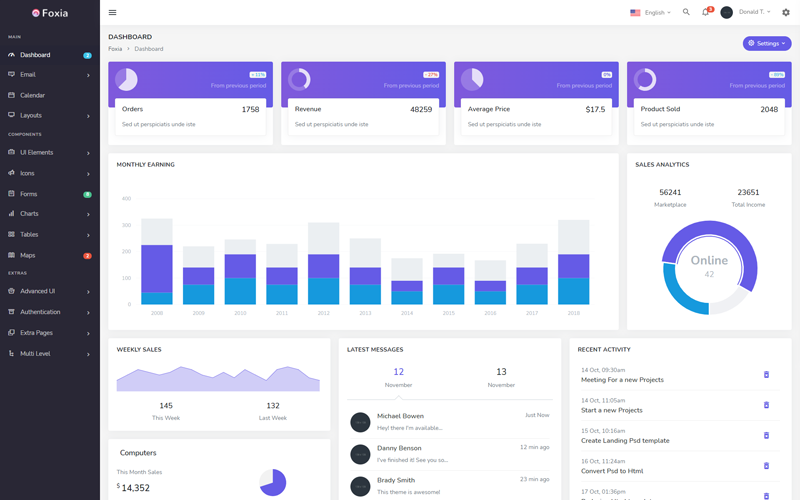 Foxia
English
3
Donald T.
MAIN
Dashboard 2
Email
Calendar
Layouts
COMPONENTS
UI Elements
Icons
Forms 8
Charts
Tables
Maps 2
EXTRAS
Advanced UI
Authentication
Extra Pages
Multi Level
DASHBOARD
Foxia > Dashboard
Settings
From previous period
Orders 1758
Sed ut perspiciatis unde iste
From previous period
Revenue 48259
Sed ut perspiciatis unde iste
0%
From previous period
Average Price $17.5
Sed ut perspiciatis unde iste
From previous period
Product Sold 2048
Sed ut perspiciatis unde iste
MONTHLY EARNING
400
300
200
100
0
2008 2009 2010 2011 2012 2013 2014 2015 2016 2017 2018
SALES ANALYTICS
56241 23651
Marketplace Total Income
Online
42
WEEKLY SALES
145 132
This Week Last Week
Computers
This Month Sales
$ 14,352
LATEST MESSAGES
12 13
November November
Michael Bowen Just Now
Hey! there I'm available...
Danny Benson 12 min ago
I've finished it! See you so...
Brady Smith 23 min ago
This theme is awesome!
RECENT ACTIVITY
14 Oct, 09:30am
Meeting For a new Projects
14 Oct, 11:05am
Start a new Projects
15 Oct, 10:16am
Create Landing Psd template
16 Oct, 11:24am
Convert Psd to Html
17 Oct, 01:36pm